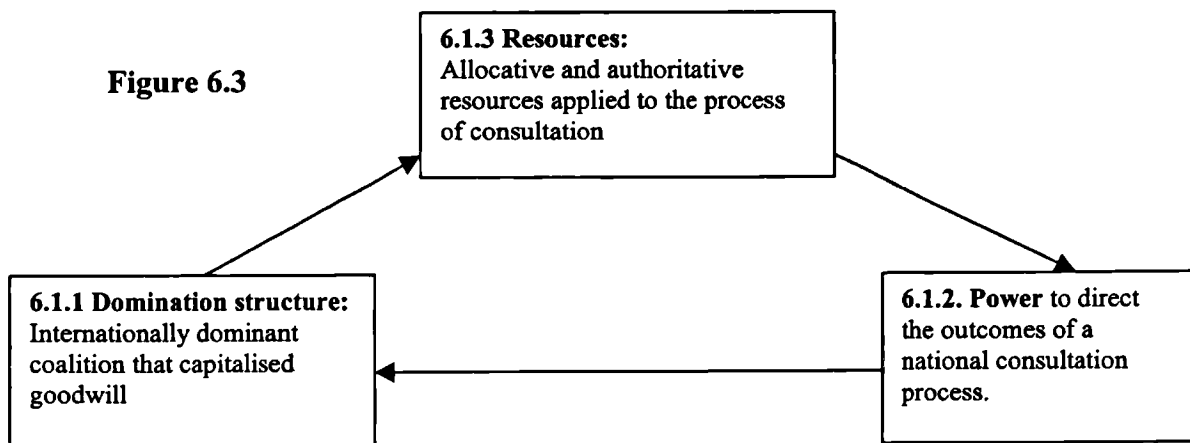 Figure 6.3
6.1.3 Resources:
Allocative and authoritative
resources applied to the process
of consultation
6.1.1 Domination structure:
Internationally dominant
coalition that capitalised
goodwill
6.1.2. Power to direct
the outcomes of a
national consultation
process.